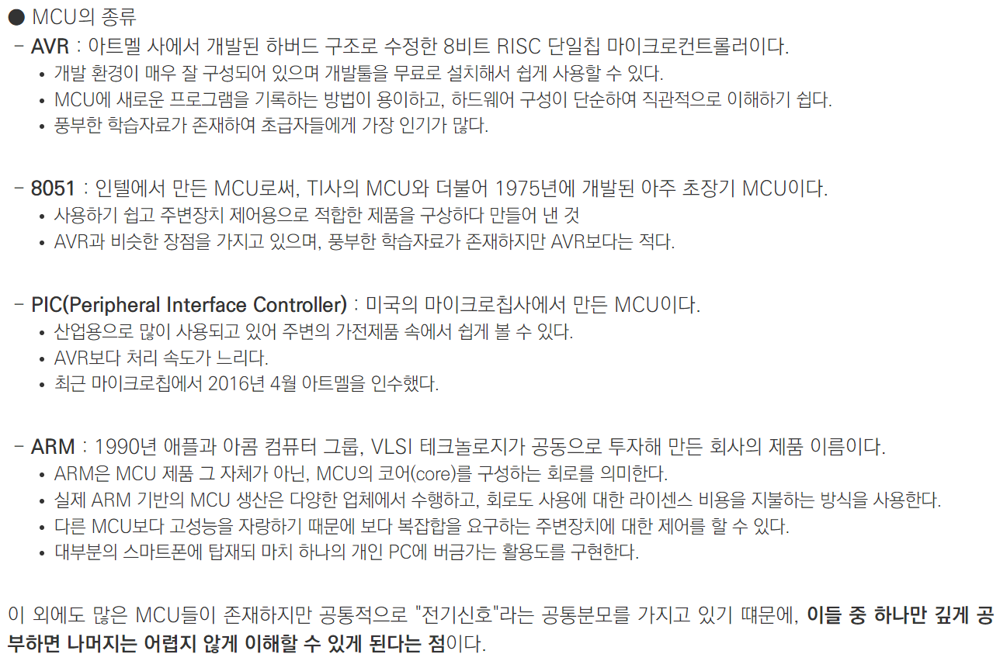 ● MCU의 종류
- AVR : 아트멜 사에서 개발된 하버드 구조로 수정한 8비트 RISC 단일칩 마이크로컨트롤러이다.
• 개발 환경이 매우 잘 구성되어 있으며 개발툴을 무료로 설치해서 쉽게 사용할 수 있다.
• MCU에 새로운 프로그램을 기록하는 방법이 용이하고, 하드웨어 구성이 단순하여 직관적으로 이해하기 쉽다.
• 풍부한 학습자료가 존재하여 초급자들에게 가장 인기가 많다.
- 8051 : 인텔에서 만든 MCU로써, TI사의 MCU와 더불어 1975년에 개발된 아주 초장기 MCU이다.
• 사용하기 쉽고 주변장치 제어용으로 적합한 제품을 구상하다 만들어 낸 것
• AVR과 비슷한 장점을 가지고 있으며, 풍부한 학습자료가 존재하지만 AVR보다는 적다.
- PIC(Peripheral Interface Controller) : 미국의 마이크로칩사에서 만든 MCU이다.
• 산업용으로 많이 사용되고 있어 주변의 가전제품 속에서 쉽게 볼 수 있다.
• AVR보다 처리 속도가 느리다.
• 최근 마이크로칩에서 2016년 4월 아트멜을 인수했다.
- ARM : 1990년 애플과 아콤 컴퓨터 그룹, VLSI 테크놀로지가 공동으로 투자해 만든 회사의 제품 이름이다.
• ARM은 MCU 제품 그 자체가 아닌, MCU의 코어(core)를 구성하는 회로를 의미한다.
• 실제 ARM 기반의 MCU 생산은 다양한 업체에서 수행하고, 회로도 사용에 대한 라이센스 비용을 지불하는 방식을 사용한다.
• 다른 MCU보다 고성능을 자랑하기 때문에 보다 복잡합을 요구하는 주변장치에 대한 제어를 할 수 있다.
• 대부분의 스마트폰에 탑재되 마치 하나의 개인 PC에 버금가는 활용도를 구현한다.
이 외에도 많은 MCU들이 존재하지만 공통적으로 "전기신호"라는 공통분모를 가지고 있기 떄문에, 이들 중 하나만 깊게 공
부하면 나머지는 어렵지 않게 이해할 수 있게 된다는 점이다.